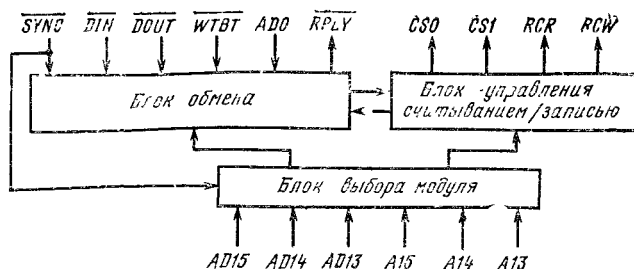 SYNC DIN DOUT WTBT AD0 RPLY CS0 CS1 RCR RCW
Блок обмена
Блок управления
считыванием/записью
Блок выбора модуля
AD15 AD14 AD13 A15 A14 A13